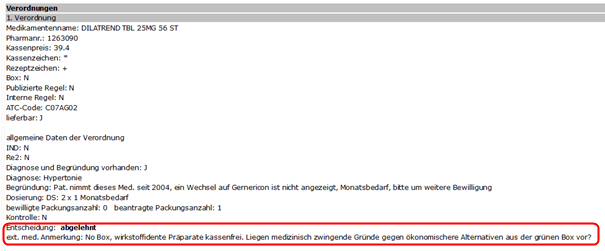 Verordnungen
1. Verordnung
Medikamentenname: DILATREND TBL 25MG 56 ST
Pharmanr.: 1263090
Kassenpreis: 39.4
Kassenzeichen: *
Rezeptzeichen: +
Box: N
Publizierte Regel: N
Interne Regel: N
ATC-Code: C07AG02
lieferbar: J
allgemeine Daten der Verordnung
IND: N
Re2: N
Diagnose und Begründung vorhanden: J
Diagnose: Hypertonie
Begründung: Pat. nimmt dieses Med. seit 2004, ein Wechsel auf Gernericon ist nicht angezeigt, Monatsbedarf, bitte um weitere Bewilligung
Dosierung: DS: 2 x 1 Monatsbedarf
bewilligte Packungsanzahl: 0 beantragte Packungsanzahl: 1
Kontrolle: N
Entscheidung: abgelehnt
ext. med. Anmerkung: No Box, wirkstoffidente Präparate kassenfrei. Liegen medizinisch zwingende Gründe gegen ökonomischere Alternativen aus der grünen Box vor?